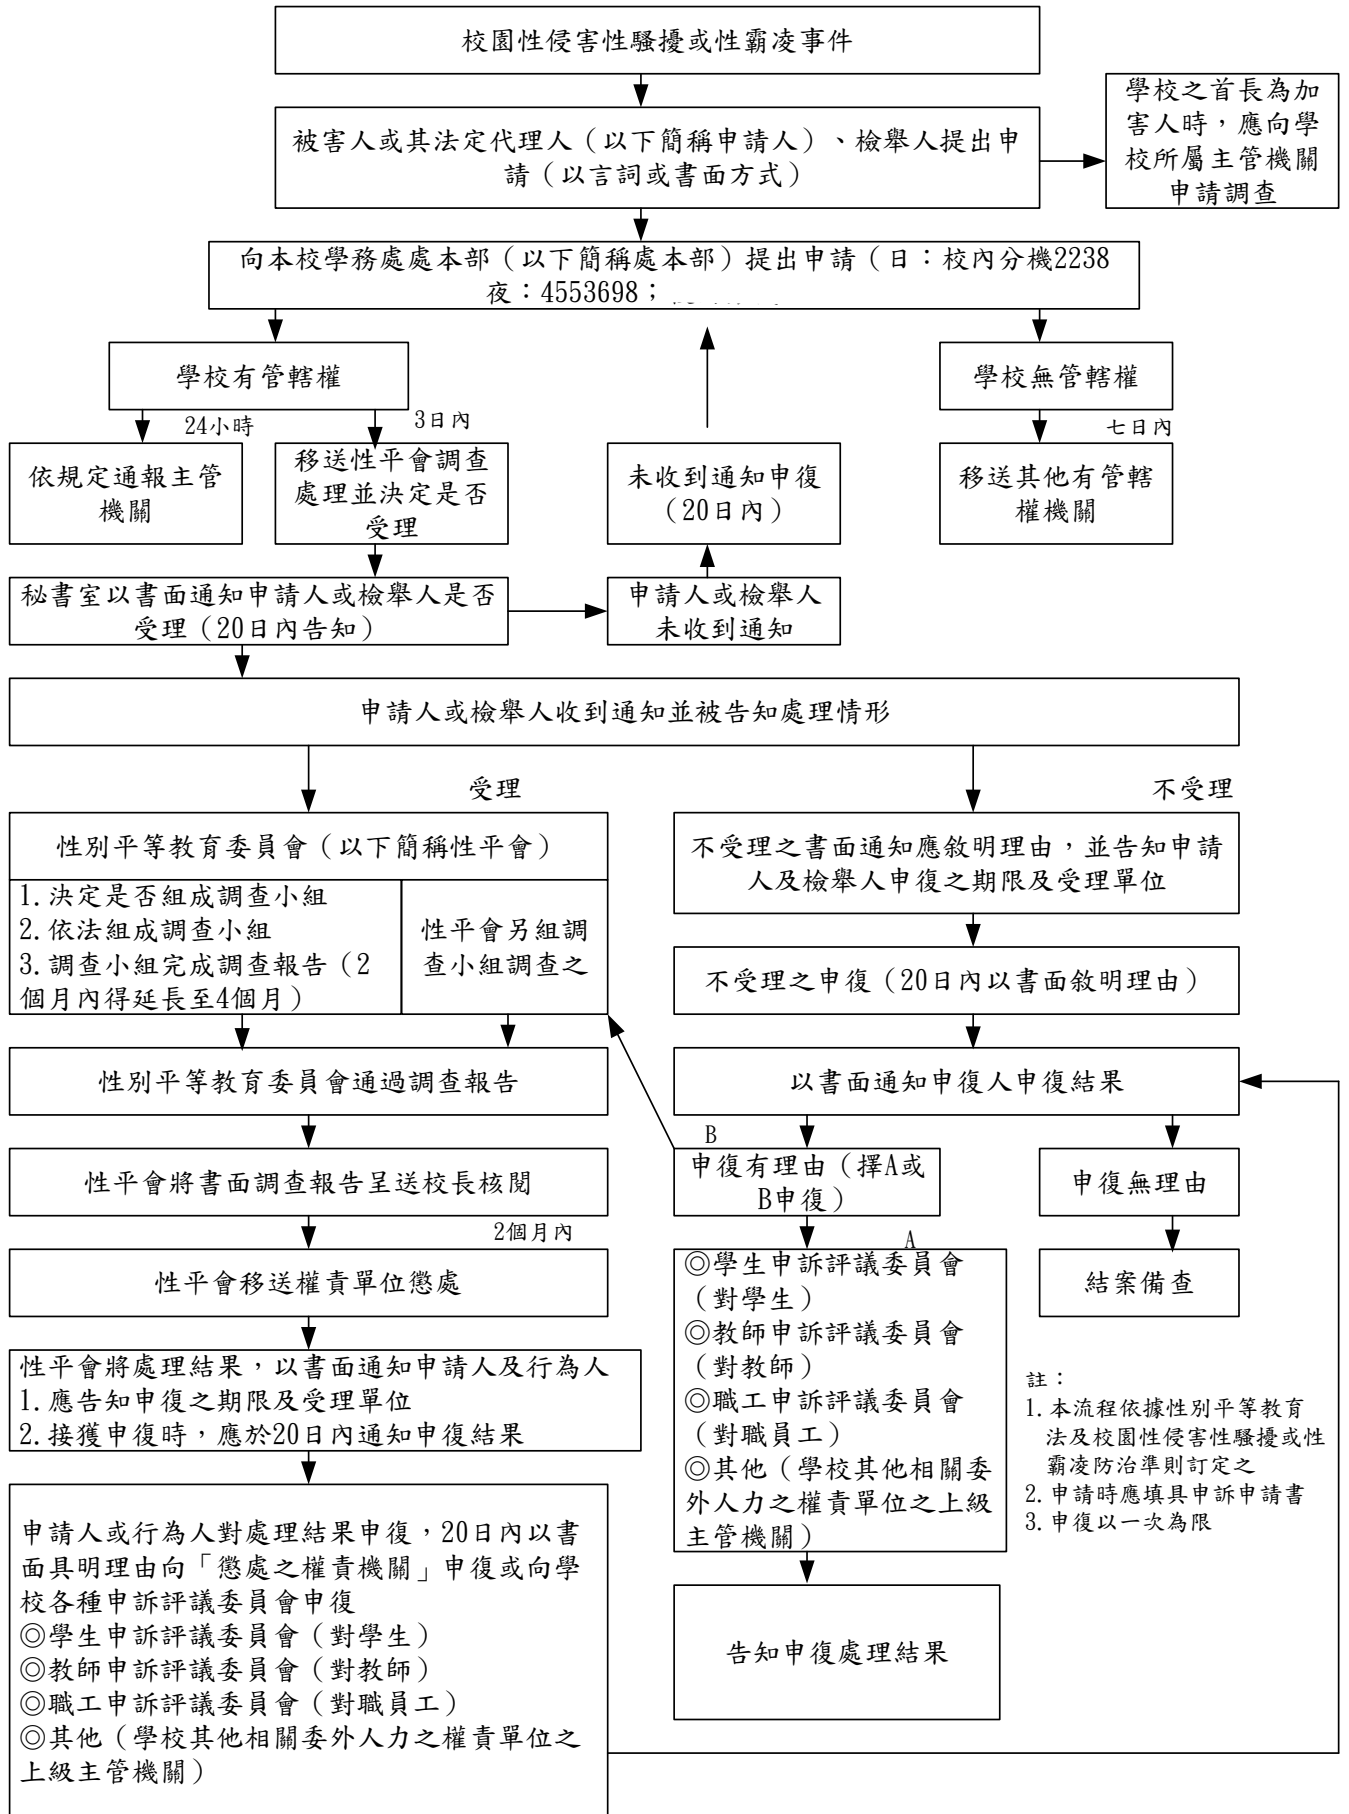 校園性侵害性騷擾或性霸凌事件
被害人或其法定代理人（以下簡稱申請人）、檢舉人提出申
請（以言詞或書面方式）
學校之首長為加
害人時，應向學
校所屬主管機關
申請調查
向本校學務處處本部（以下簡稱處本部）提出申請（日：校內分機2238
夜：4553698；
學校有管轄權
學校無管轄權
24小時
3日內
七日內
依規定通報主管
機關
移送性平會調查
處理並決定是否
受理
未收到通知申復
（20日內）
移送其他有管轄
權機關
秘書室以書面通知申請人或檢舉人是否
受理（20日內告知）
申請人或檢舉人
未收到通知
申請人或檢舉人收到通知並被告知處理情形
受理
不受理
性別平等教育委員會（以下簡稱性平會）
1.決定是否組成調查小組
2.依法組成調查小組
3.調查小組完成調查報告（2
個月內得延長至4個月）
性平會另組調
查小組調查之
不受理之書面通知應敘明理由，並告知申請
人及檢舉人申復之期限及受理單位
不受理之申復（20日內以書面敘明理由）
性別平等教育委員會通過調查報告
以書面通知申復人申復結果
B
性平會將書面調查報告呈送校長核閱
申復有理由（擇A或
B申復）
申復無理由
2個月內
A
性平會移送權責單位懲處
◎學生申訴評議委員會
（對學生）
◎教師申訴評議委員會
（對教師）
◎職工申訴評議委員會
（對職員工）
◎其他（學校其他相關委
外人力之權責單位之上級
主管機關）
結案備查
性平會將處理結果，以書面通知申請人及行為人
1.應告知申復之期限及受理單位
2.接獲申復時，應於20日內通知申復結果
註：
1.本流程依據性別平等教育
法及校園性侵害性騷擾或性
霸凌防治準則訂定之
2.申請時應填具申訴申請書
3.申復以一次為限
申請人或行為人對處理結果申復，20日內以書
面具明理由向「懲處之權責機關」申復或向學
校各種申訴評議委員會申復
◎學生申訴評議委員會（對學生）
◎教師申訴評議委員會（對教師）
◎職工申訴評議委員會（對職員工）
◎其他（學校其他相關委外人力之權責單位之
上級主管機關）
告知申復處理結果